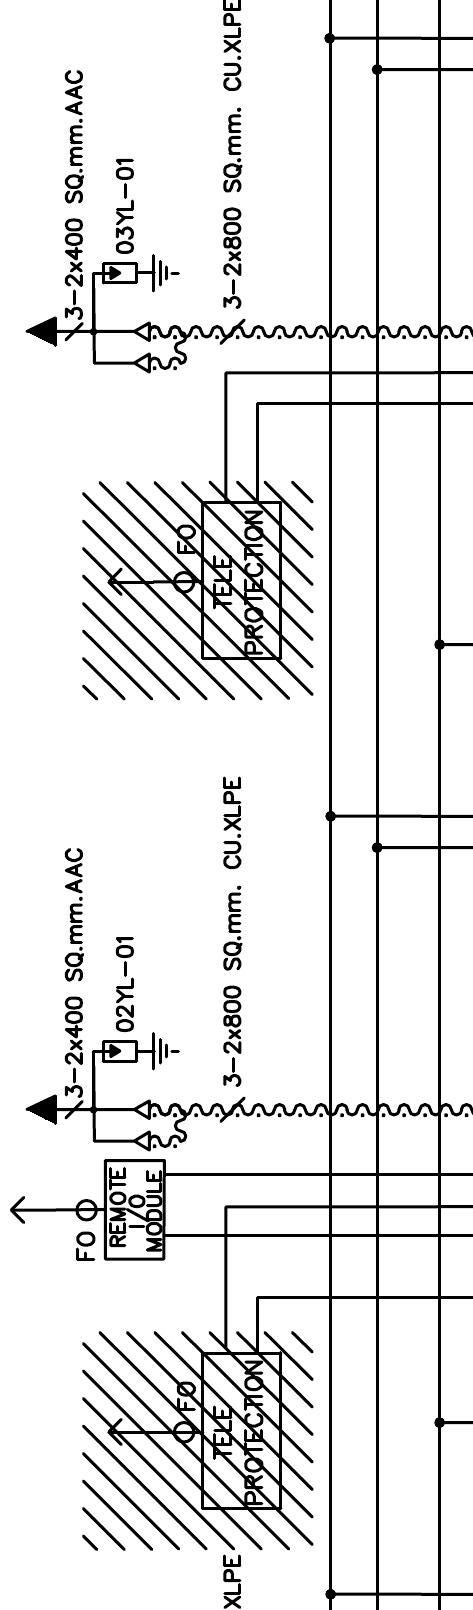 3-2x400 SQ.mm.AAC
03YL-01
3-2x800 SQ.mm. CU.XLPE
FO
TELE
PROTECTION
3-2x400 SQ.mm.AAC
02YL-01
3-2x800 SQ.mm. CU.XLPE
FO
REMOTE
I/O
MODULE
FO
TELE
PROTECTION
XLPE